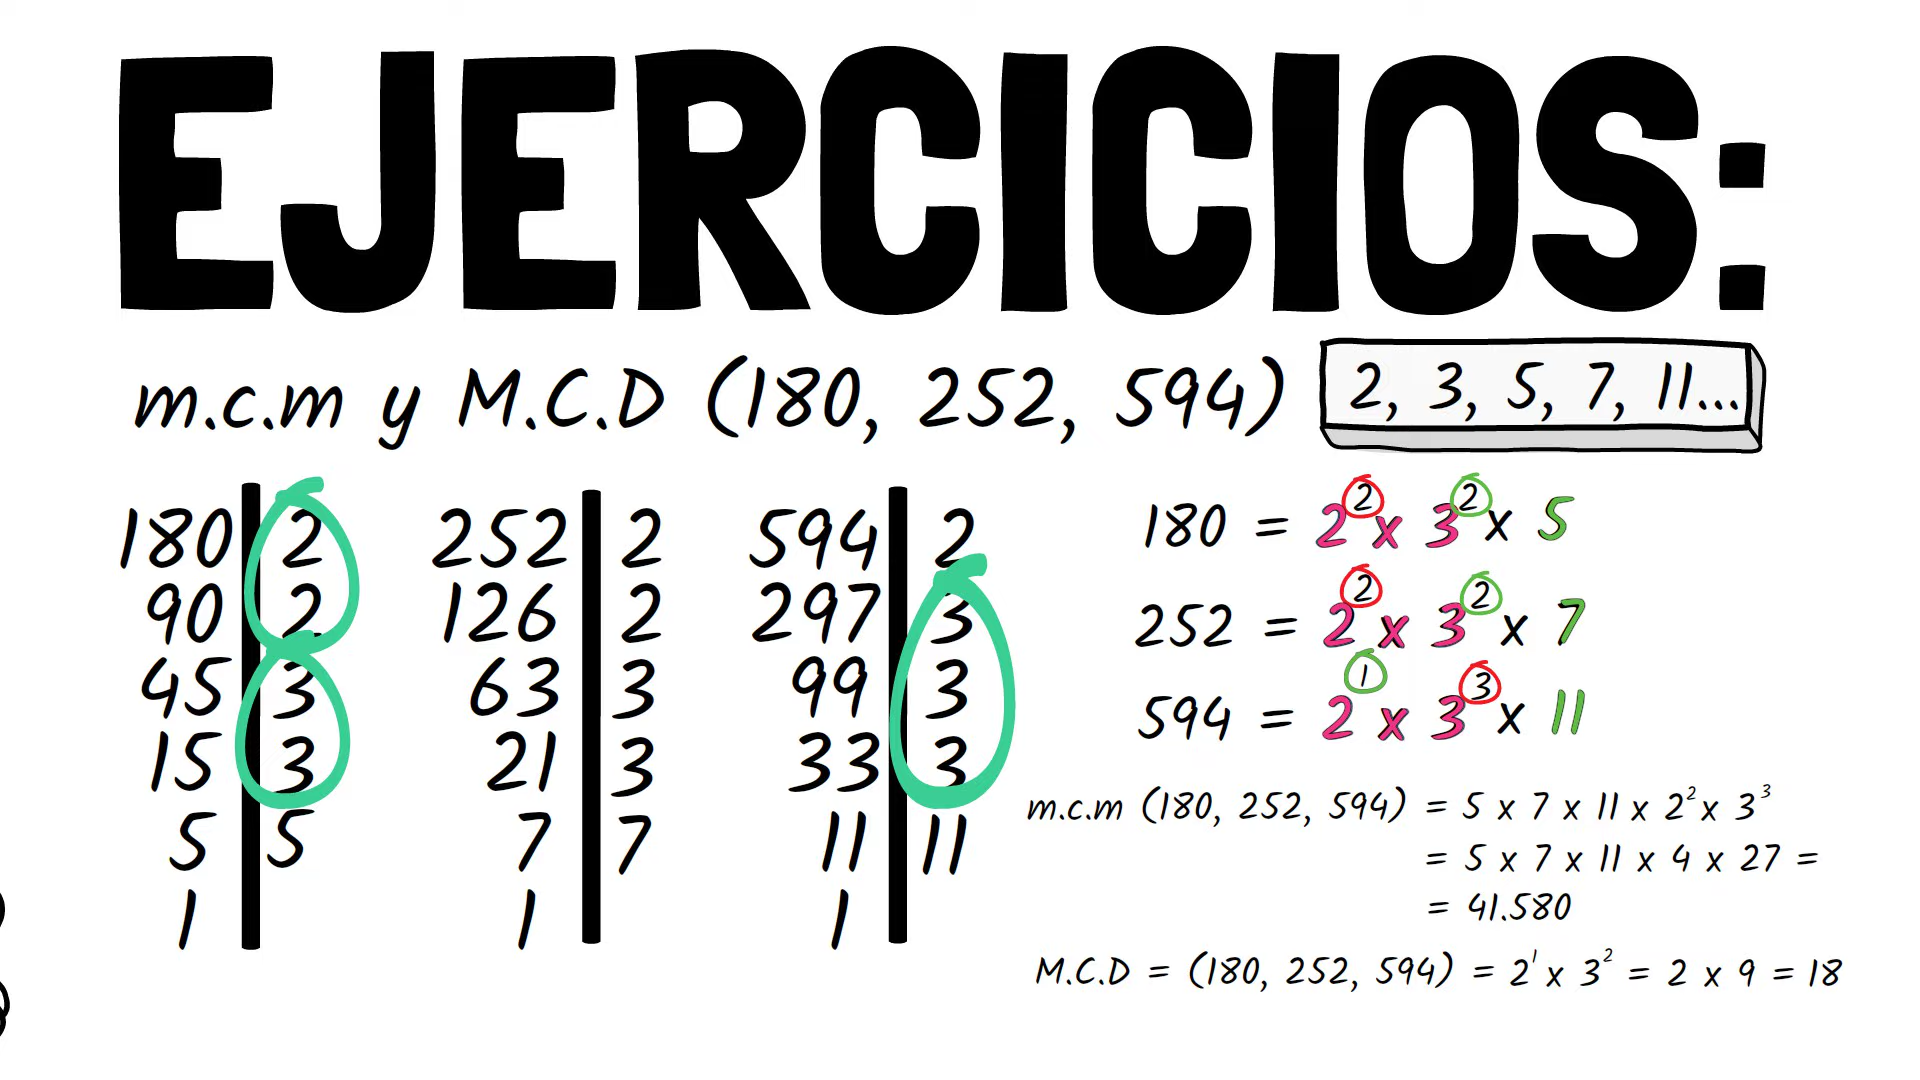 EJERCICIOS:
m.c.m y M.C.D (180, 252, 594)
2, 3, 5, 7, 11...
180 2
90 2
45 3
15 3
5 5
1
252 2
126 2
63 3
21 3
7 7
1
594 2
297 3
99 3
33 3
11 11
1
180 = 2² x 3² x 5
252 = 2² x 3² x 7
594 = 2¹ x 3³ x 11
m.c.m (180, 252, 594) = 5 x 7 x 11 x 2² x 3³
= 5 x 7 x 11 x 4 x 27 =
= 41.580
M.C.D = (180, 252, 594) = 2¹ x 3² = 2 x 9 = 18